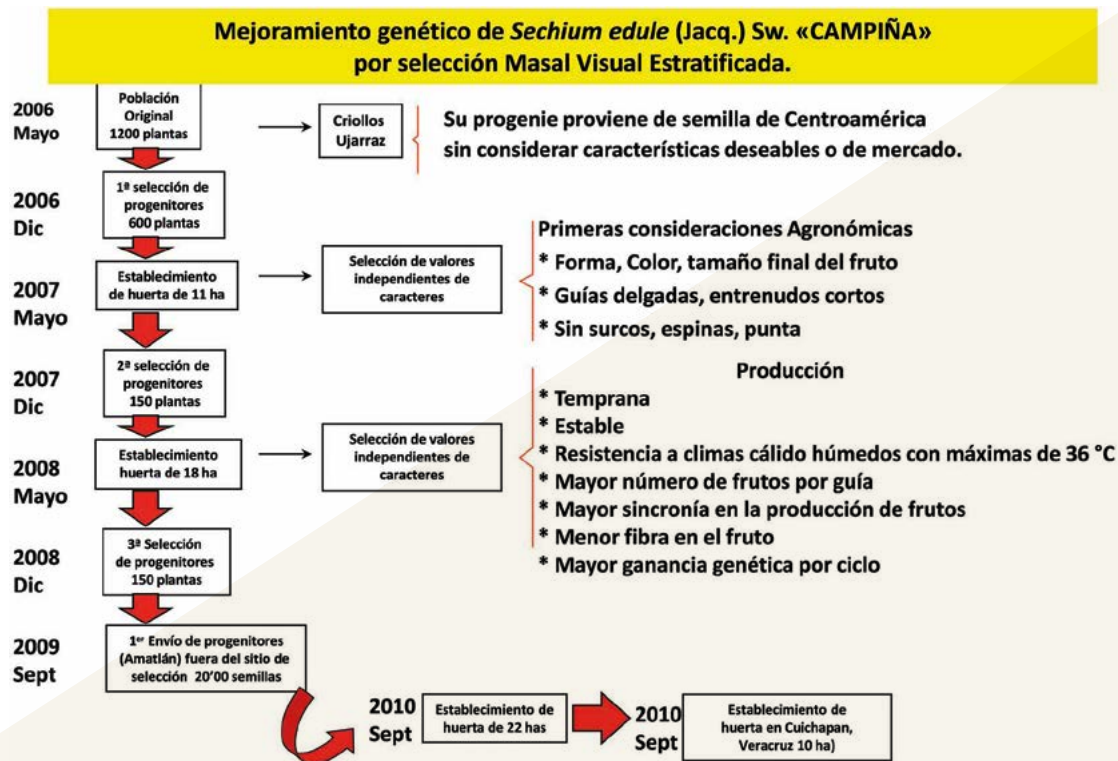 Mejoramiento genético de Sechium edule (Jacq.) Sw. «CAMPIÑA»
por selección Masal Visual Estratificada.
2006
Mayo
Población
Original
1200 plantas
Criollos
Ujarraz
Su progenie proviene de semilla de Centroamérica
sin considerar características deseables o de mercado.
2006
Dic
1ª selección de
progenitores
600 plantas
2007
Mayo
Establecimiento
de huerta de 11 ha
Selección de valores
independientes de
caracteres
Primeras consideraciones Agronómicas
* Forma, Color, tamaño final del fruto
* Guías delgadas, entrenudos cortos
* Sin surcos, espinas, punta
2007
Dic
2ª selección de
progenitores
150 plantas
2008
Mayo
Establecimiento
huerta de 18 ha
Selección de valores
independientes de
caracteres
Producción
* Temprana
* Estable
* Resistencia a climas cálido húmedos con máximas de 36 °C
* Mayor número de frutos por guía
* Mayor sincronía en la producción de frutos
* Menor fibra en el fruto
* Mayor ganancia genética por ciclo
2008
Dic
3ª Selección
de progenitores
150 plantas
2009
Sept
1er Envío de progenitores
(Amatlán) fuera del sitio de
selección 20'00 semillas
2010
Sept
Establecimiento de
huerta de 22 has
2010
Sept
Establecimiento de
huerta en Cuichapan,
Veracruz 10 ha)